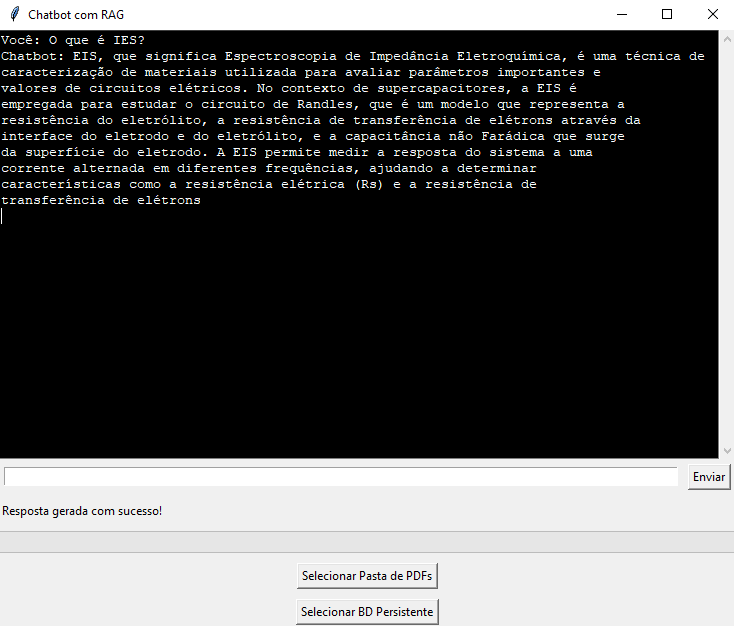 Chatbot com RAG
Você: O que é IES?
Chatbot: EIS, que significa Espectroscopia de Impedância Eletroquímica, é uma técnica de
caracterização de materiais utilizada para avaliar parâmetros importantes e
valores de circuitos elétricos. No contexto de supercapacitores, a EIS é
empregada para estudar o circuito de Randles, que é um modelo que representa a
resistência do eletrólito, a resistência de transferência de elétrons através da
interface do eletrodo e do eletrólito, e a capacitância não Farádica que surge
da superfície do eletrodo. A EIS permite medir a resposta do sistema a uma
corrente alternada em diferentes frequências, ajudando a determinar
características como a resistência elétrica (Rs) e a resistência de
transferência de elétrons
Enviar
Resposta gerada com sucesso!
Selecionar Pasta de PDFs
Selecionar BD Persistente